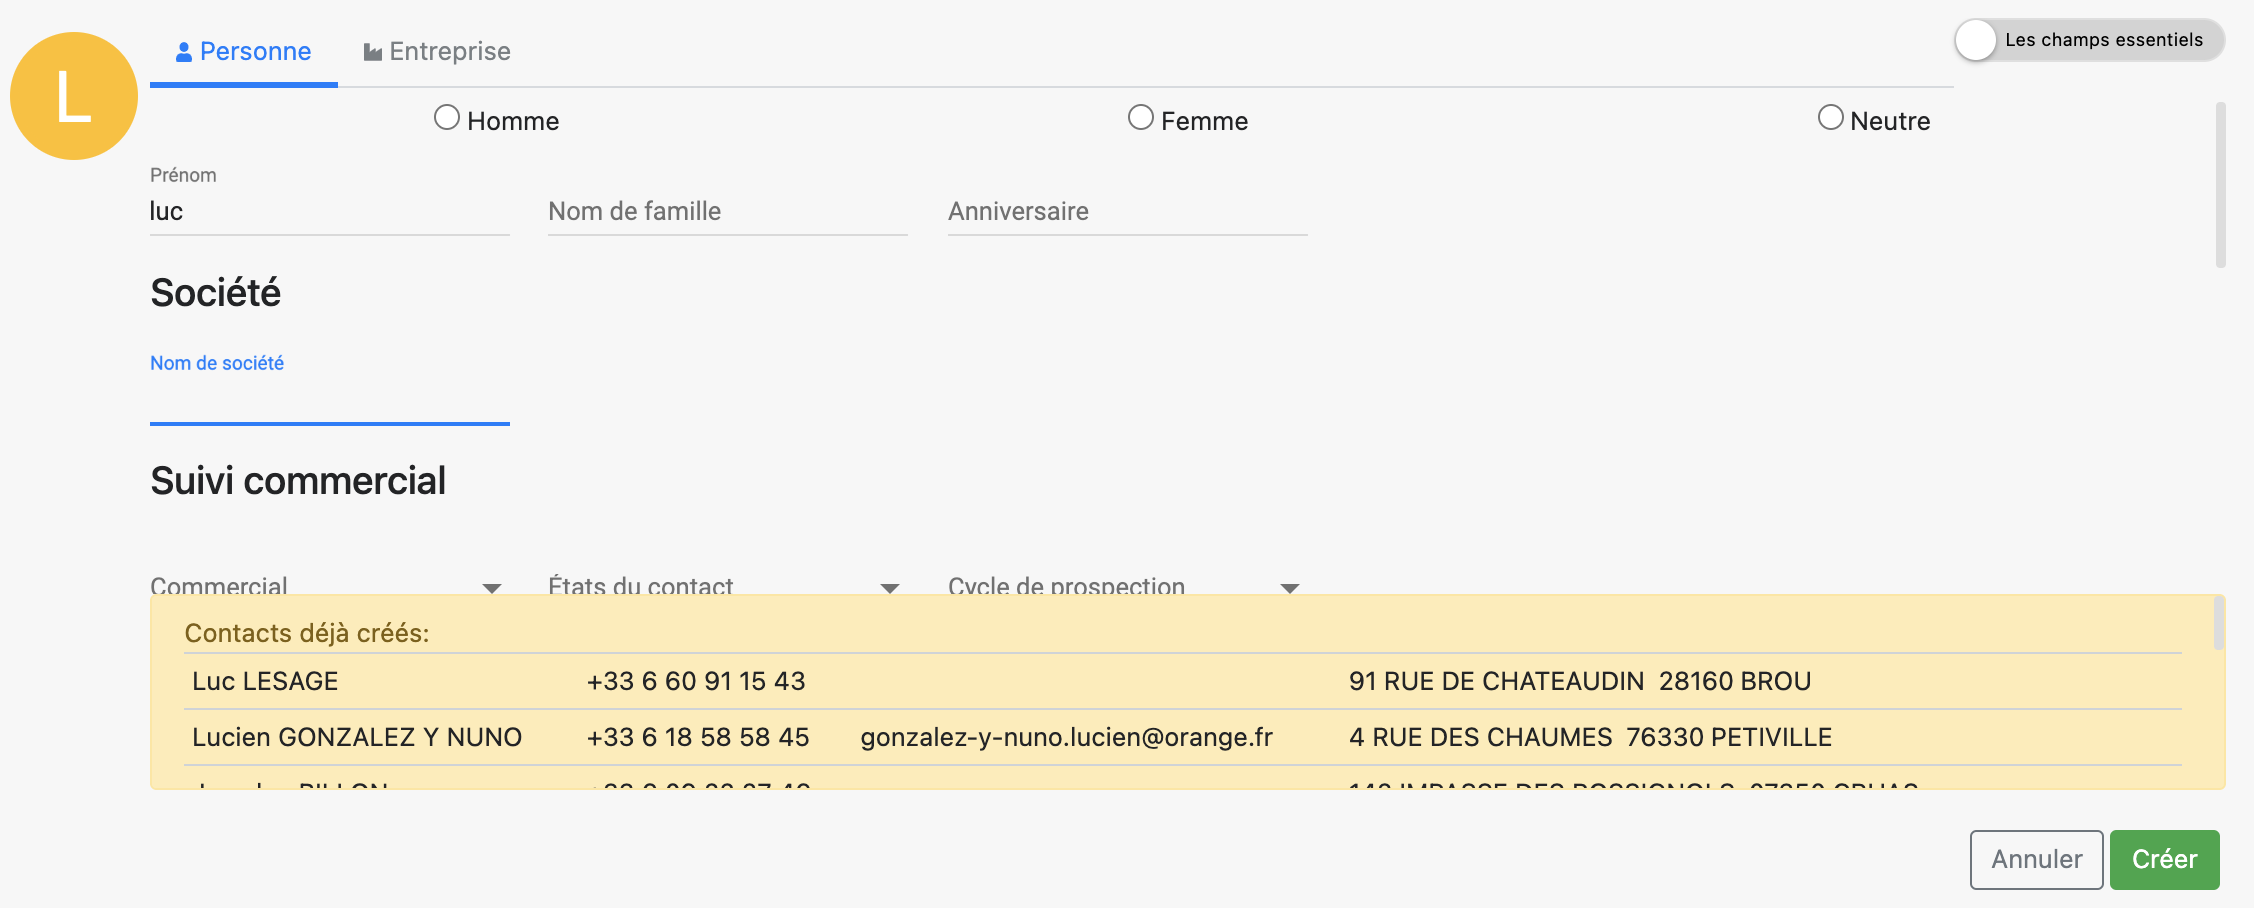 L
Personne
Entreprise
Les champs essentiels
Homme
Femme
Neutre
Prénom
luc
Nom de famille
Anniversaire
Société
Nom de société
Suivi commercial
Commercial
États du contact
Cycle de prospection
Contacts déjà créés:
Luc LESAGE +33 6 60 91 15 43 91 RUE DE CHATEAUDIN 28160 BROU
Lucien GONZALEZ Y NUNO +33 6 18 58 58 45 gonzalez-y-nuno.lucien@orange.fr 4 RUE DES CHAUMES 76330 PETIVILLE
Annuler
Créer